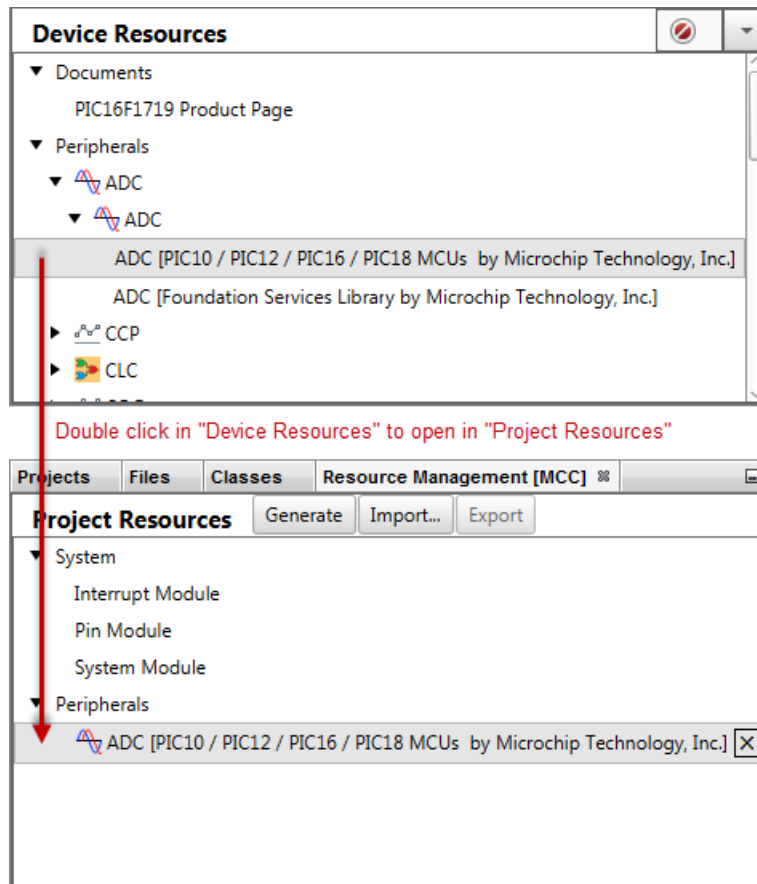 Device Resources
Documents
PIC16F1719 Product Page
Peripherals
ADC
ADC
ADC [PIC10 / PIC12 / PIC16 / PIC18 MCUs  by Microchip Technology, Inc.]
ADC [Foundation Services Library by Microchip Technology, Inc.]
CCP
CLC
Double click in "Device Resources" to open in "Project Resources"
Projects Files Classes Resource Management [MCC]
Project Resources Generate Import... Export
System
Interrupt Module
Pin Module
System Module
Peripherals
ADC [PIC10 / PIC12 / PIC16 / PIC18 MCUs  by Microchip Technology, Inc.]